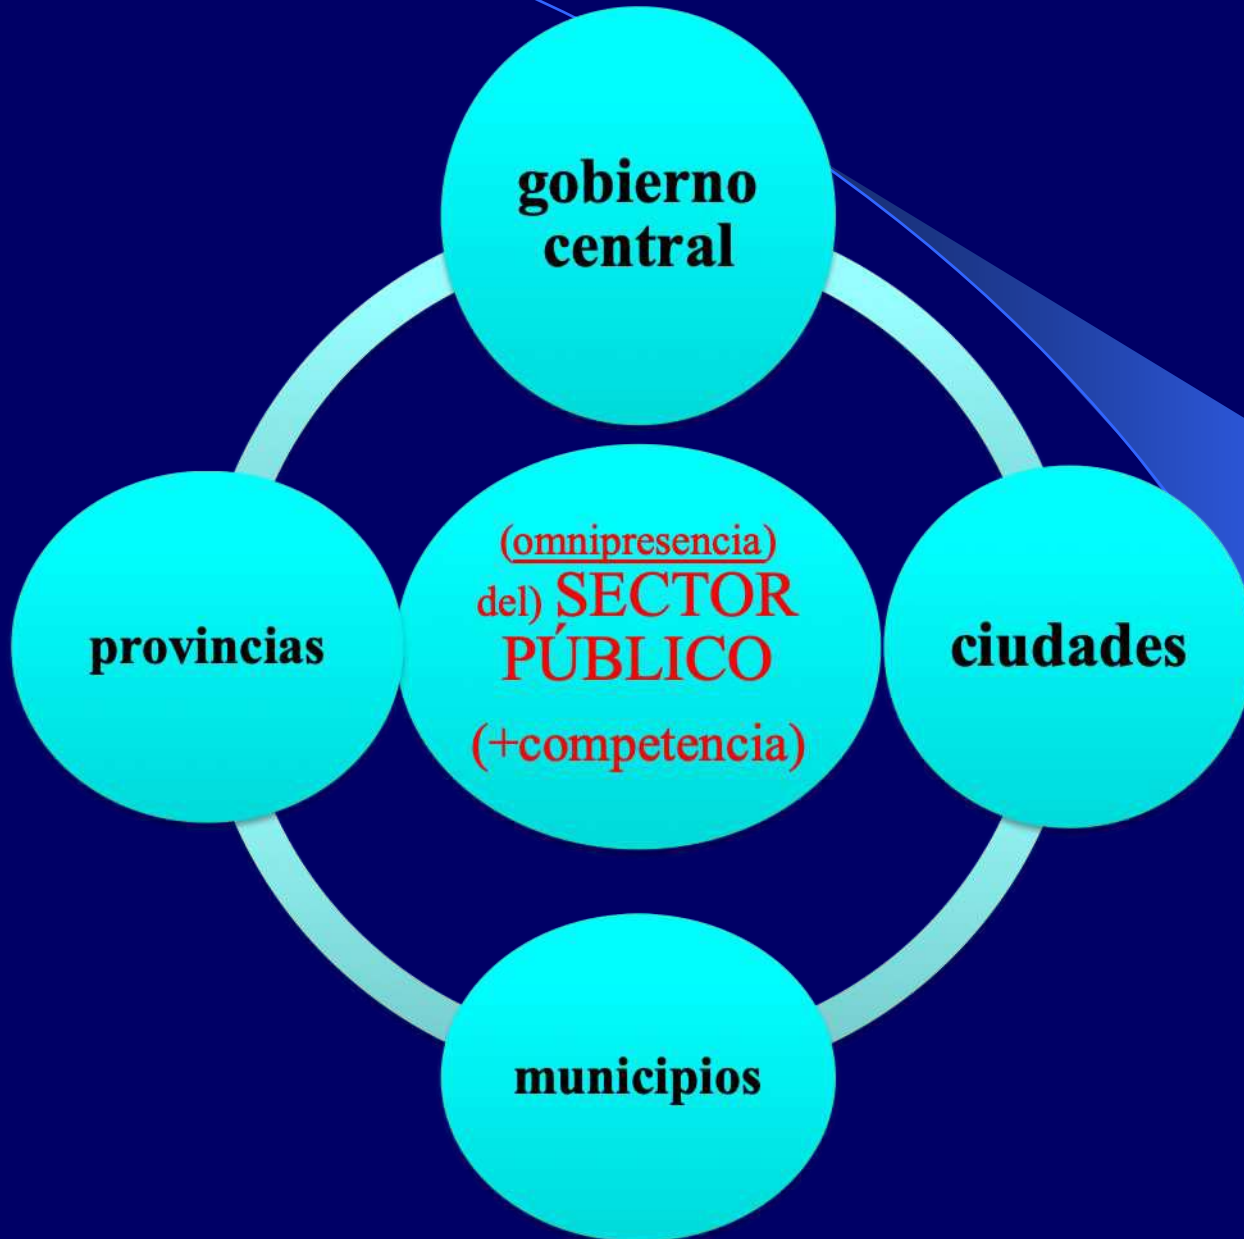 gobierno
central
(omnipresencia)
del) SECTOR
PÚBLICO
(+competencia)
provincias
ciudades
municipios